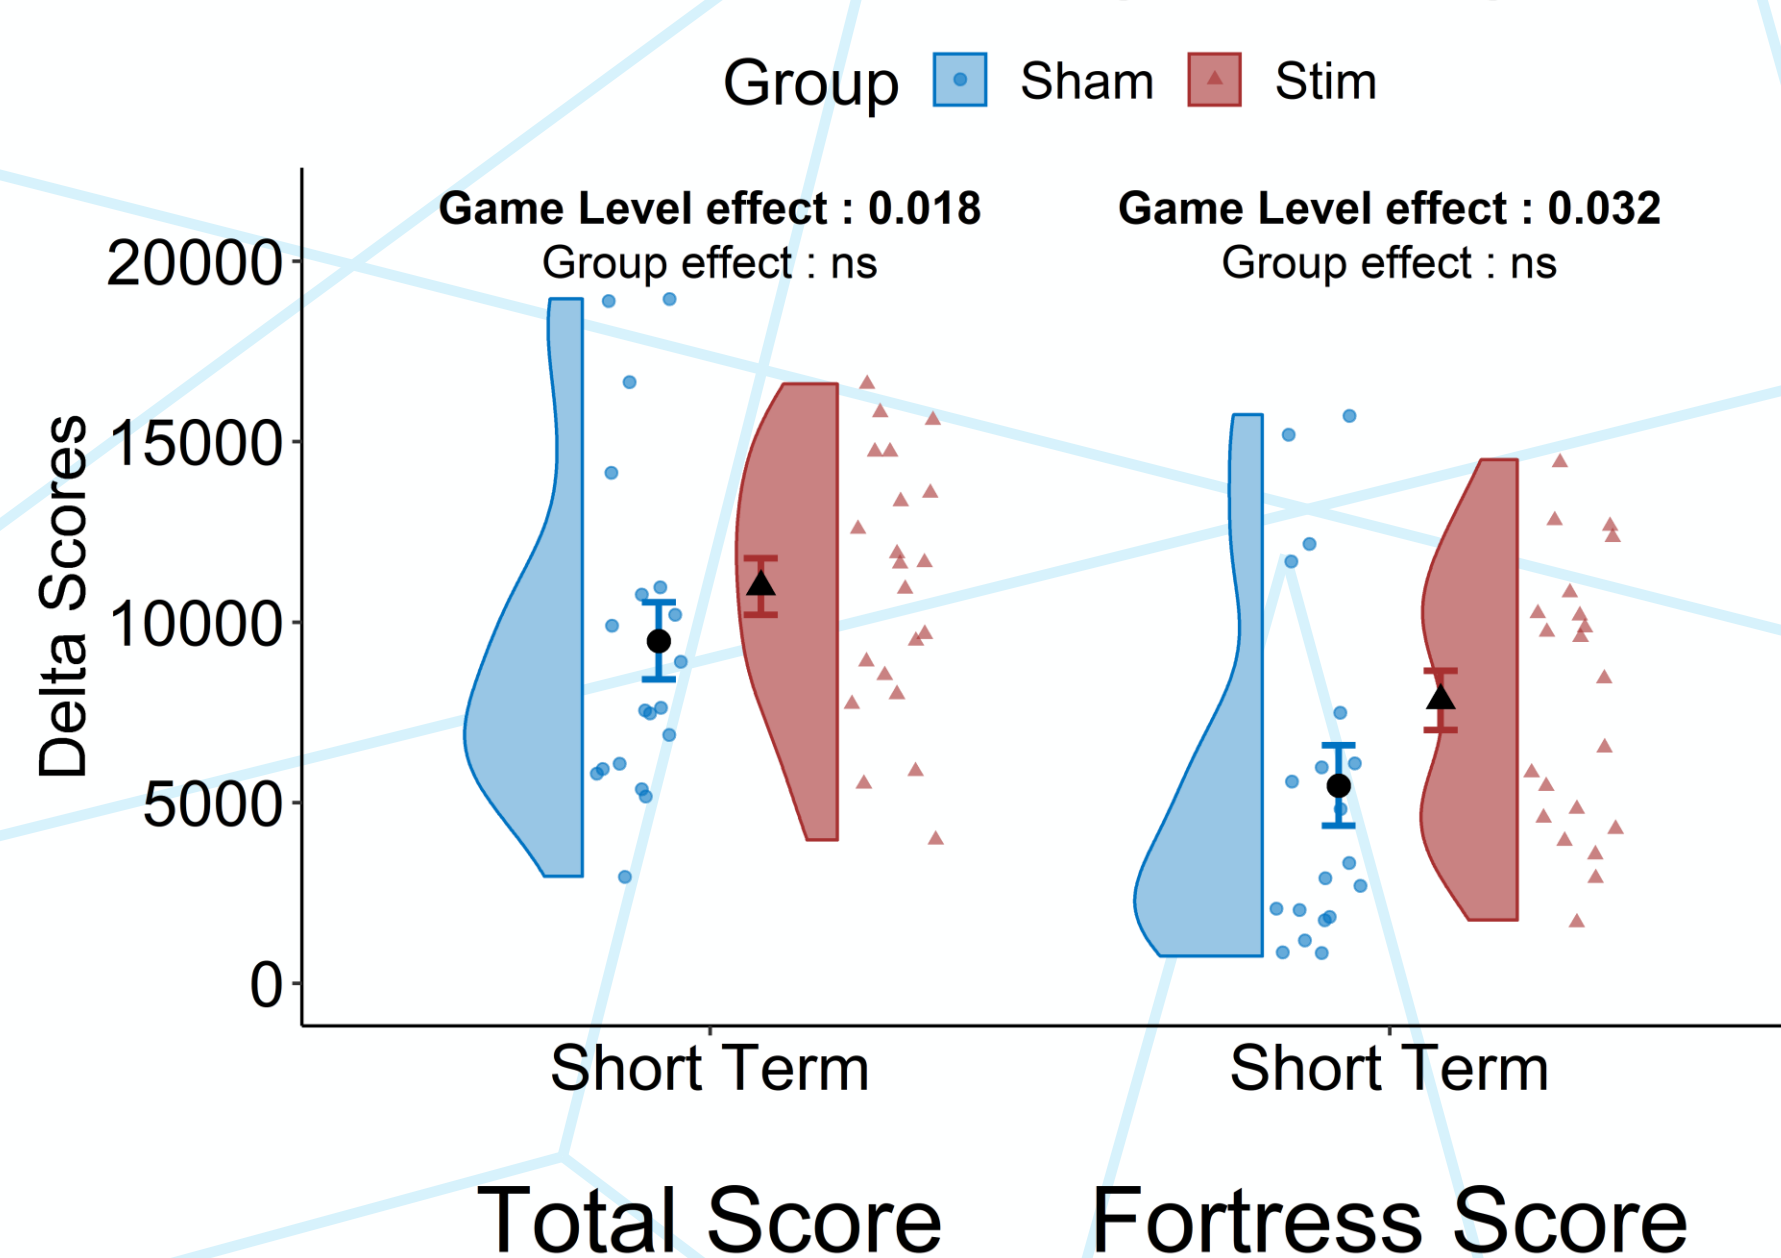 Group Sham Stim
Game Level effect : 0.018
Group effect : ns
Game Level effect : 0.032
Group effect : ns
Delta Scores
20000
15000
10000
5000
0
Short Term
Short Term
Total Score
Fortress Score